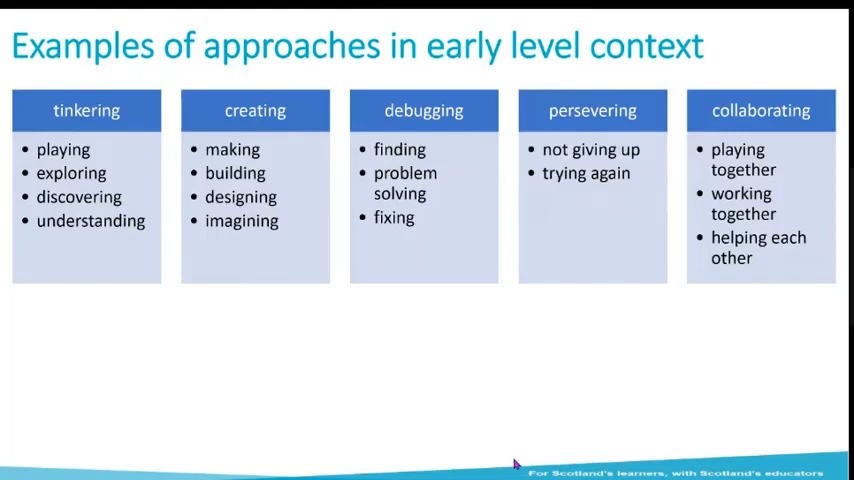 Examples of approaches in early level context
tinkering
• playing
• exploring
• discovering
• understanding
creating
• making
• building
• designing
• imagining
debugging
• finding
• problem
solving
• fixing
persevering
• not giving up
• trying again
collaborating
• playing
together
• working
together
• helping each
other
For Scotland's learners, with Scotland's educators